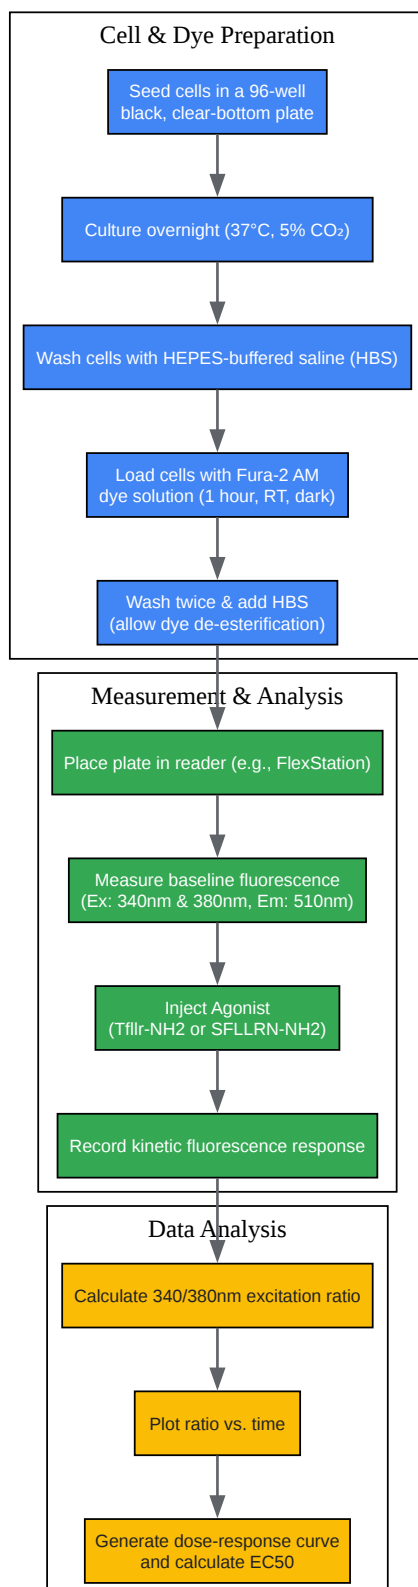 Cell & Dye Preparation
Seed cells in a 96-well
black, clear-bottom plate
Culture overnight (37°C, 5% CO₂)
Wash cells with HEPES-buffered saline (HBS)
Load cells with Fura-2 AM
dye solution (1 hour, RT, dark)
Wash twice & add HBS
(allow dye de-esterification)
Measurement & Analysis
Place plate in reader (e.g., FlexStation)
Measure baseline fluorescence
(Ex: 340nm & 380nm, Em: 510nm)
Inject Agonist
(Tfllr-NH2 or SFLLRN-NH2)
Record kinetic fluorescence response
Data Analysis
Calculate 340/380nm excitation ratio
Plot ratio vs. time
Generate dose-response curve
and calculate EC50